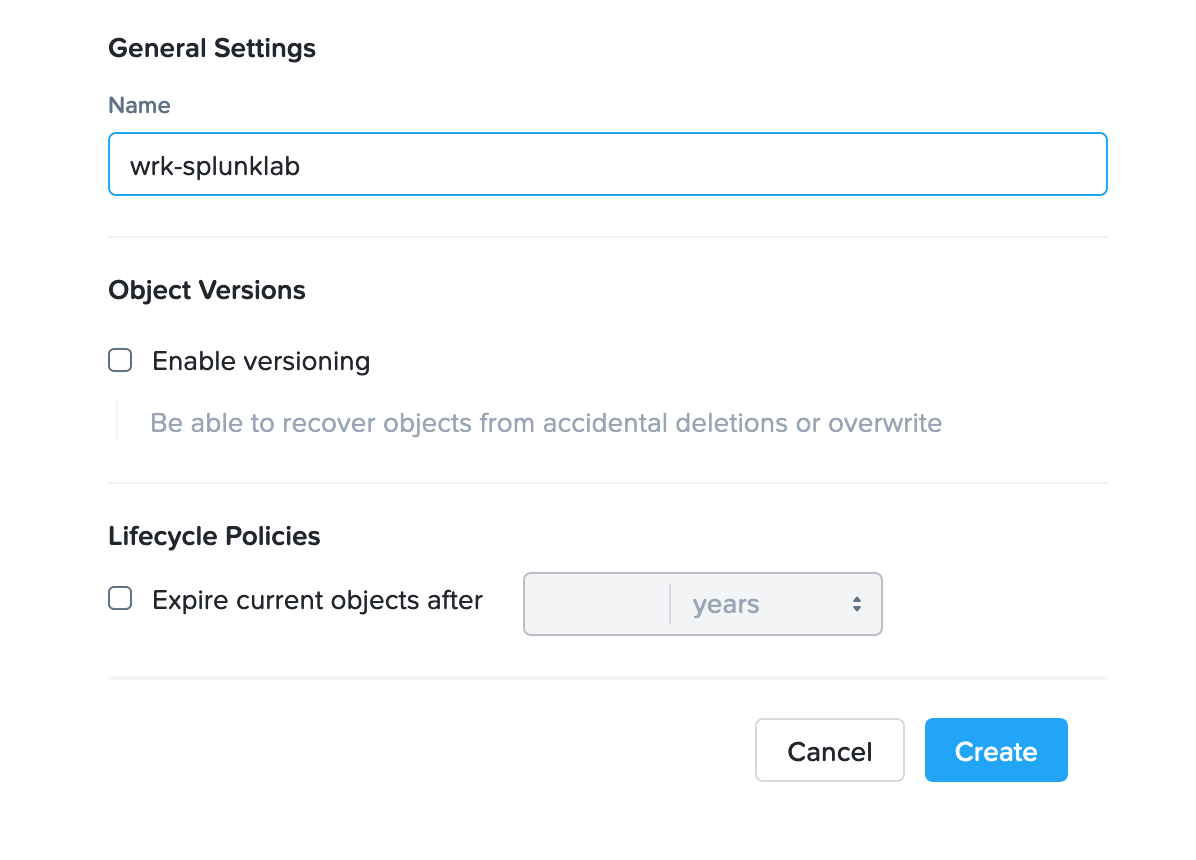 General Settings
Name
wrk-splunklab
Object Versions
Enable versioning
Be able to recover objects from accidental deletions or overwrite
Lifecycle Policies
Expire current objects after years
Cancel Create